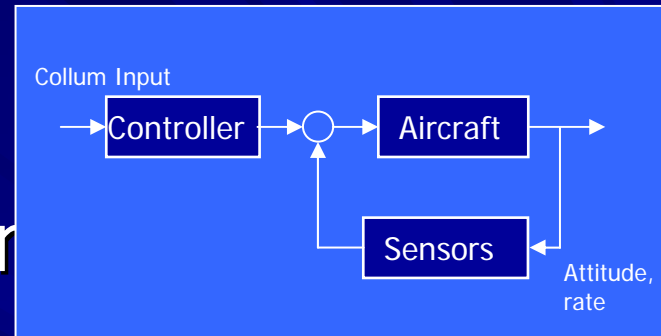 Collum Input
Controller
Aircraft
Sensors
Attitude,
rate